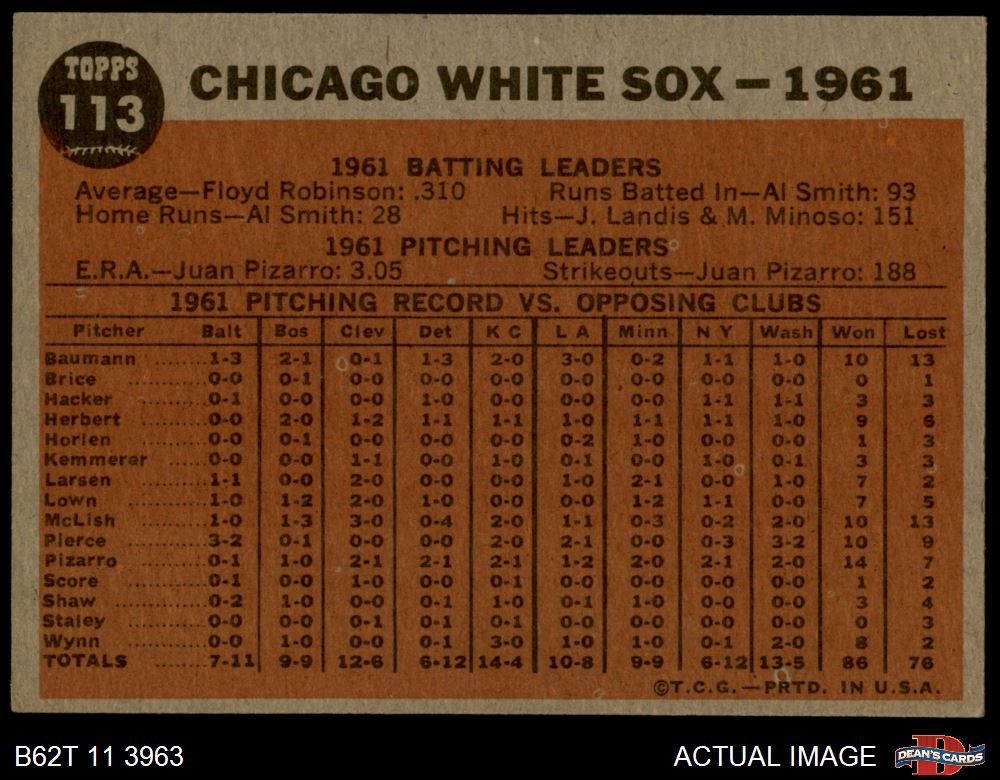 TOPPS
113
CHICAGO WHITE SOX – 1961
1961 BATTING LEADERS
Average—Floyd Robinson: .310 Runs Batted In—Al Smith: 93
Home Runs—Al Smith: 28 Hits—J. Landis & M. Minoso: 151
1961 PITCHING LEADERS
E.R.A.—Juan Pizarro: 3.05 Strikeouts—Juan Pizarro: 188
1961 PITCHING RECORD VS. OPPOSING CLUBS
Pitcher Balt Bos Clev Det K C L A Minn N Y Wash Won Lost
Baumann ........1-3 2-1 0-1 1-3 2-0 3-0 0-2 1-1 1-0 10 13
Brice ............0-0 0-1 0-0 0-0 0-0 0-0 0-0 0-0 0-0 0 1
Hacker ..........0-1 0-0 0-0 1-0 0-0 0-0 0-0 1-1 1-1 3 3
Herbert ..........0-0 2-0 1-2 1-1 1-1 1-0 1-1 1-1 1-0 9 6
Horlen ...........0-0 0-1 0-0 0-0 0-0 0-2 1-0 0-0 0-0 1 3
Kemmerer ......0-0 0-0 1-1 0-0 1-0 0-1 0-0 1-0 0-1 3 3
Larsen ...........1-1 0-0 2-0 0-0 0-0 1-0 2-1 0-0 1-0 7 2
Lown .............1-0 1-2 2-0 1-0 0-0 0-0 1-2 1-1 0-0 7 5
McLish ...........1-0 1-3 3-0 0-4 2-0 1-1 0-3 0-2 2-0 10 13
Pierce ............3-2 0-1 0-0 0-0 2-0 2-1 0-0 0-3 3-2 10 9
Pizarro ...........0-1 1-0 2-1 2-1 2-1 1-2 2-0 2-1 2-0 14 7
Score .............0-1 0-0 1-0 0-0 0-1 0-0 0-0 0-0 0-0 1 2
Shaw .............0-2 1-0 0-0 0-1 1-0 0-1 1-0 0-0 0-0 3 4
Staley ............0-0 0-0 0-1 0-1 0-1 0-0 0-0 0-0 0-0 0 3
Wynn .............0-0 1-0 0-0 0-1 3-0 1-0 1-0 0-1 2-0 8 2
TOTALS ........7-11 9-9 12-6 6-12 14-4 10-8 9-9 6-12 13-5 86 76
©T.C.G.—PRTD. IN U.S.A.
B62T 11 3963 ACTUAL IMAGE
D
DEAN'S CARDS